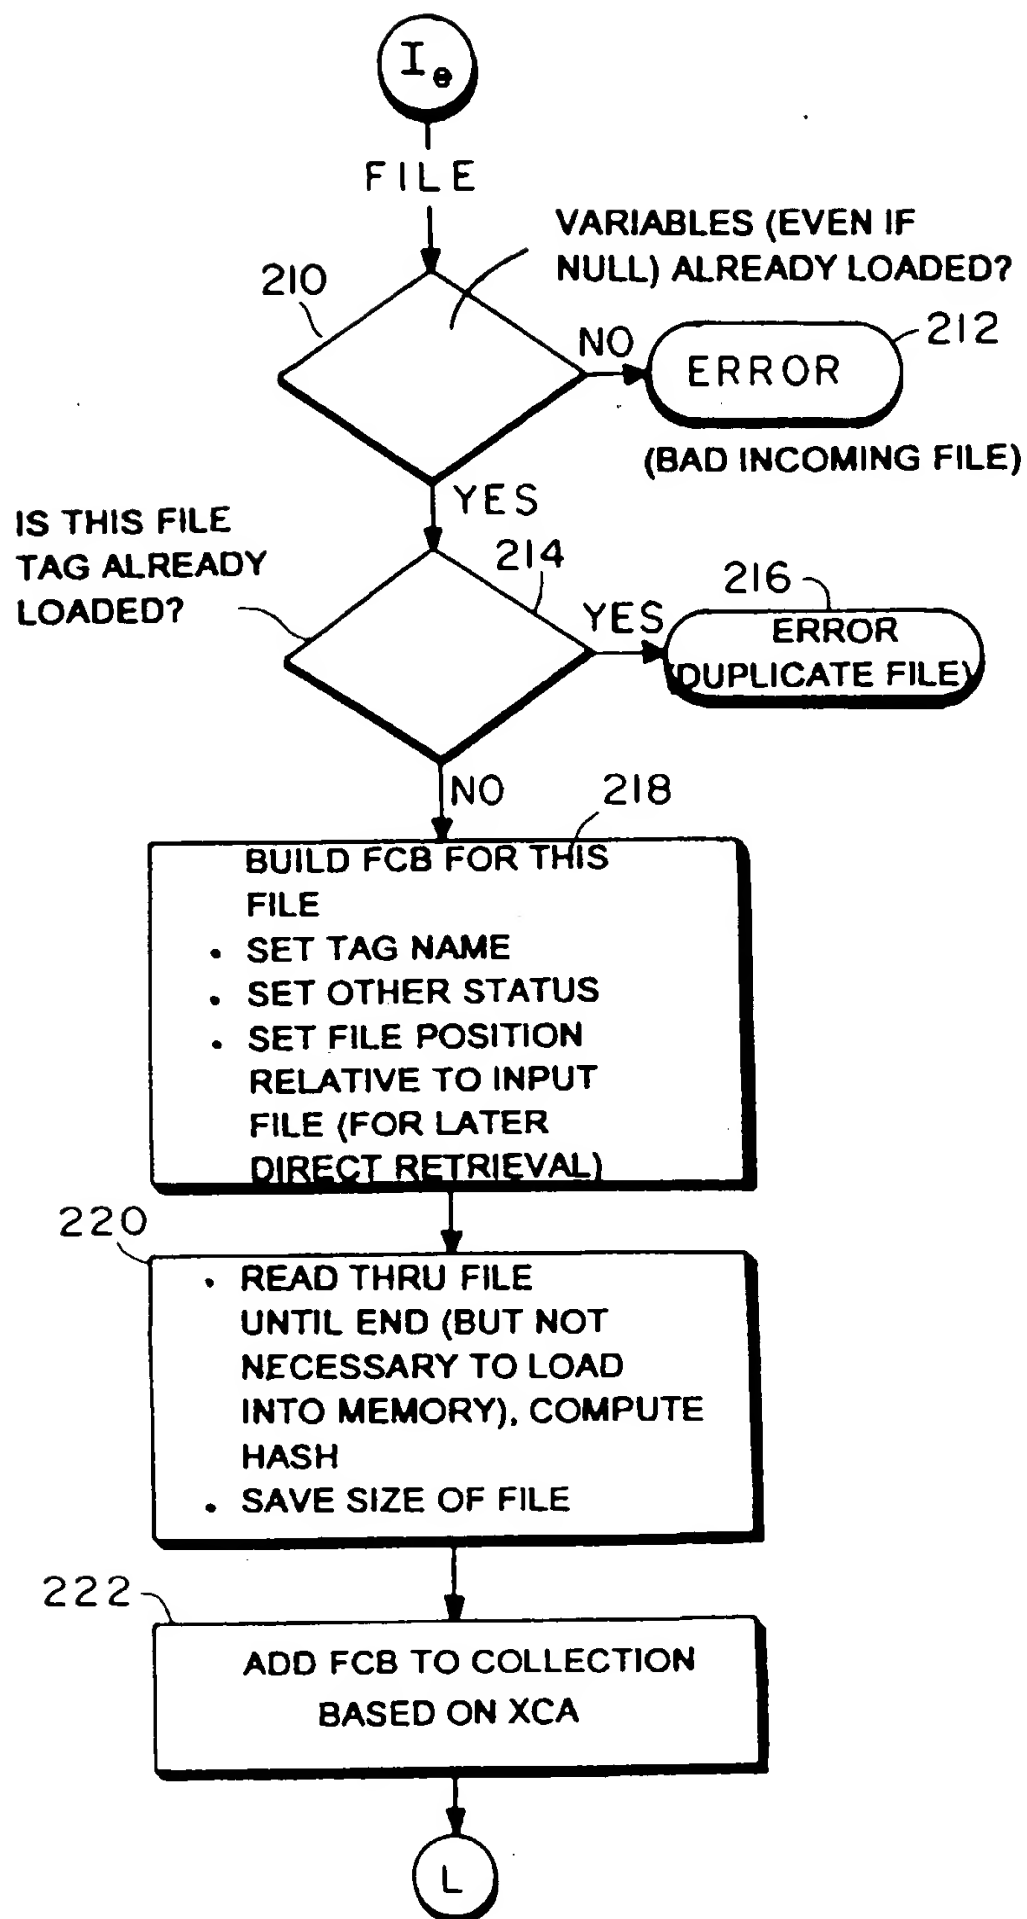 Ie
FILE
VARIABLES (EVEN IF
NULL) ALREADY LOADED?
210
NO
ERROR
212
(BAD INCOMING FILE)
YES
IS THIS FILE
TAG ALREADY
LOADED?
214
YES
216
ERROR
(DUPLICATE FILE)
NO
218
BUILD FCB FOR THIS
FILE
• SET TAG NAME
• SET OTHER STATUS
• SET FILE POSITION
RELATIVE TO INPUT
FILE (FOR LATER
DIRECT RETRIEVAL)
220
• READ THRU FILE
UNTIL END (BUT NOT
NECESSARY TO LOAD
INTO MEMORY), COMPUTE
HASH
• SAVE SIZE OF FILE
222
ADD FCB TO COLLECTION
BASED ON XCA
L